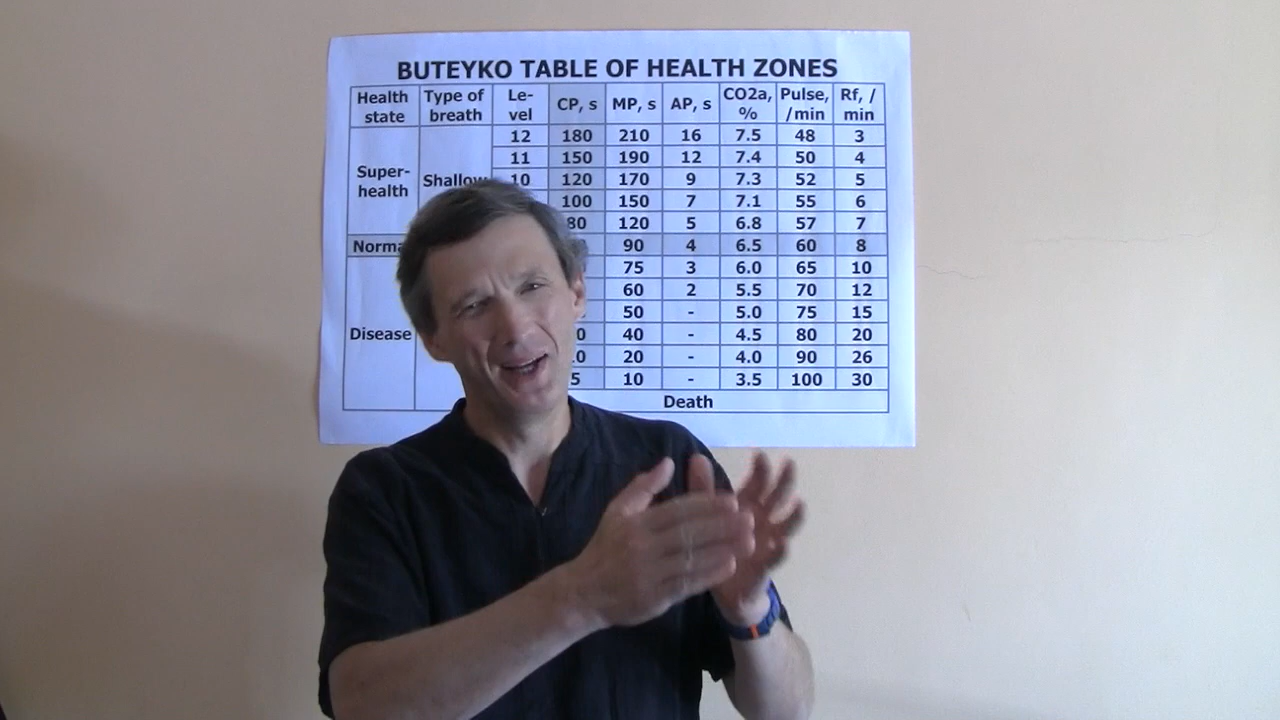 BUTEYKO TABLE OF HEALTH ZONES
Health state Type of breath Le-vel CP, s MP, s AP, s CO2a, % Pulse, /min Rf, / min
12 180 210 16 7.5 48 3
11 150 190 12 7.4 50 4
Super-health Shallow 10 120 170 9 7.3 52 5
100 150 7 7.1 55 6
80 120 5 6.8 57 7
90 4 6.5 60 8
75 3 6.0 65 10
60 2 5.5 70 12
50 - 5.0 75 15
Disease 40 - 4.5 80 20
20 - 4.0 90 26
5 10 - 3.5 100 30
Death